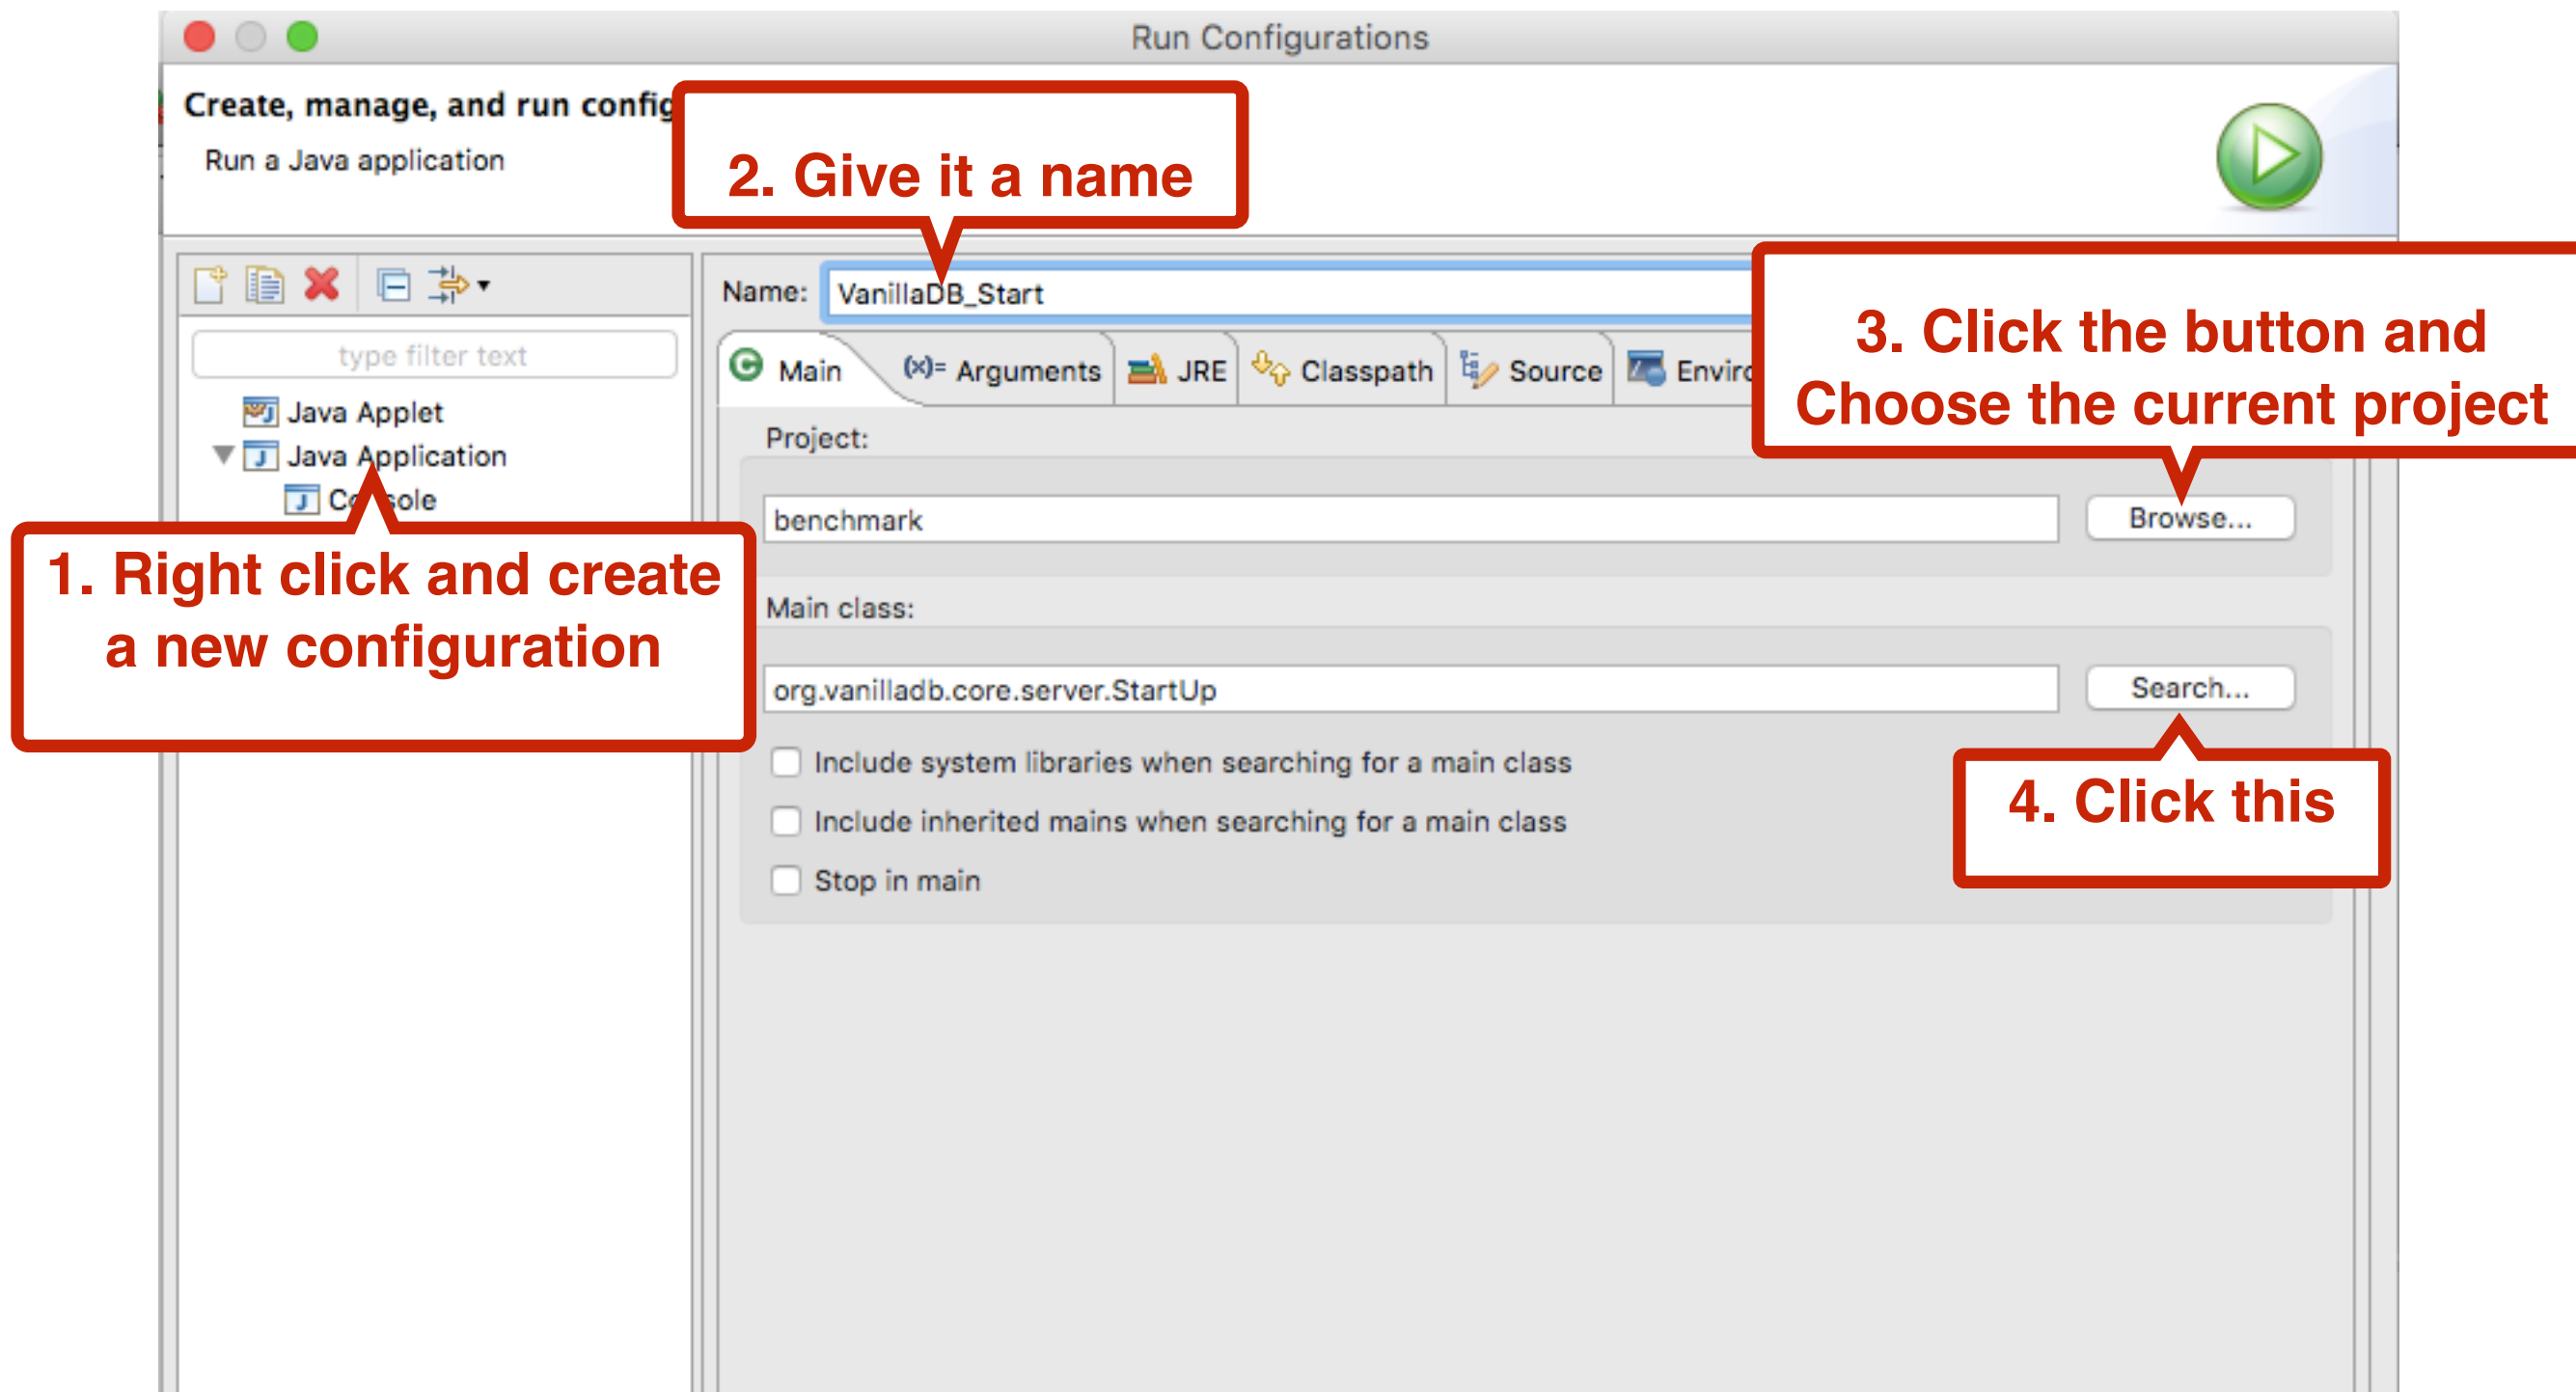 Run Configurations
Create, manage, and run config
Run a Java application
2. Give it a name
Name: VanillaDB_Start
3. Click the button and
Choose the current project
type filter text
Main (x)= Arguments JRE Classpath Source Enviro
Java Applet
Java Application
Console
Project:
benchmark Browse...
1. Right click and create
a new configuration
Main class:
org.vanilladb.core.server.StartUp Search...
Include system libraries when searching for a main class
4. Click this
Include inherited mains when searching for a main class
Stop in main